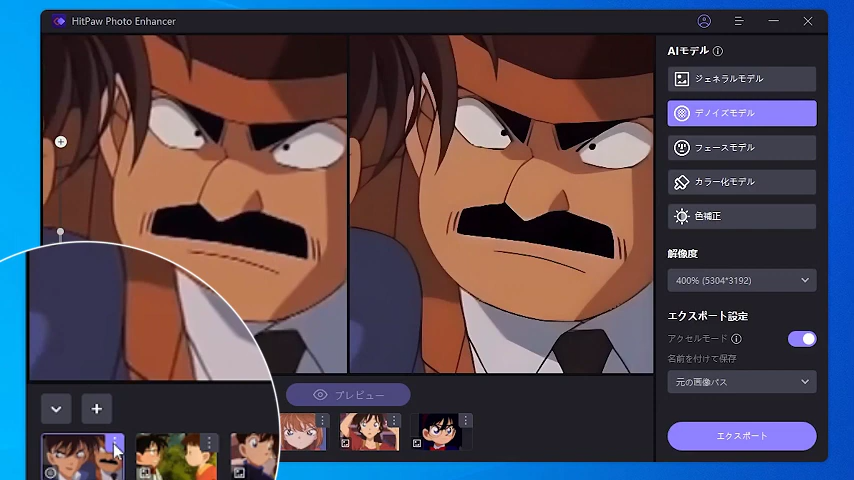 HitPaw Photo Enhancer
AIモデル
ジェネラルモデル
デノイズモデル
フェースモデル
カラー化モデル
色補正
解像度
400% (5304*3192)
エクスポート設定
アクセルモード
名前を付けて保存
元の画像パス
プレビュー
エクスポート